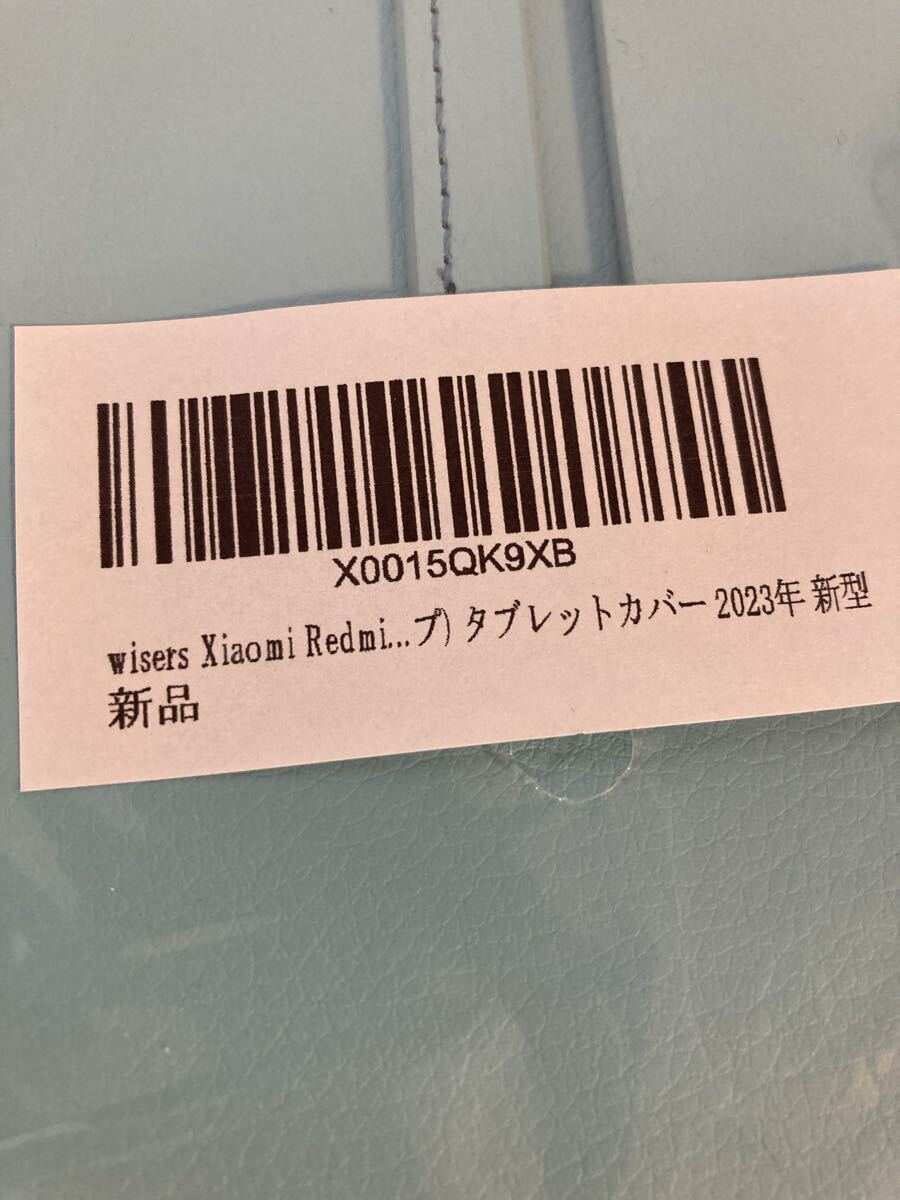 X0015QK9XB
wisers Xiaomi Redmi...プ) タブレットカバー 2023年 新型
新品